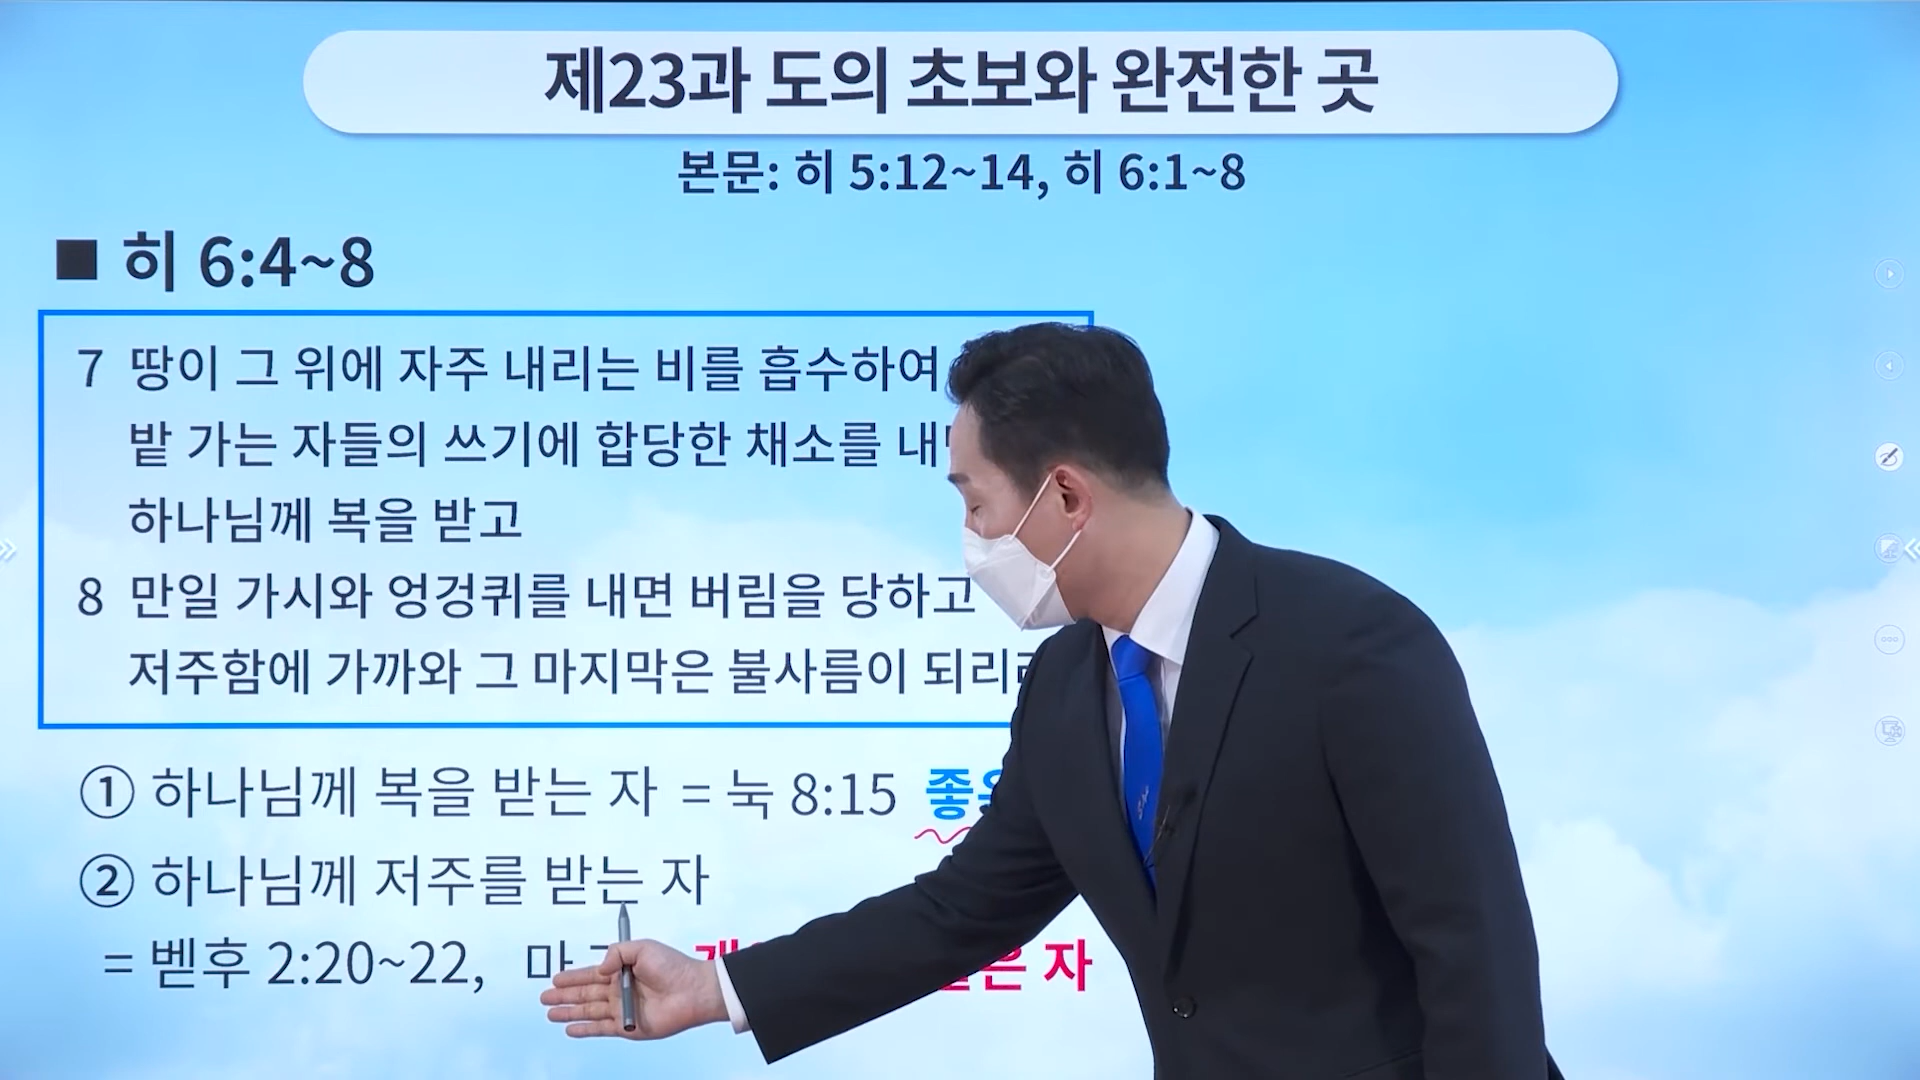 제23과 도의 초보와 완전한 곳
본문: 히 5:12~14, 히 6:1~8
■ 히 6:4~8
7 땅이 그 위에 자주 내리는 비를 흡수하여
밭 가는 자들의 쓰기에 합당한 채소를
하나님께 복을 받고
8 만일 가시와 엉겅퀴를 내면 버림을 당하고
저주함에 가까와 그 마지막은 불사름이
① 하나님께 복을 받는 자 = 눅 8:15
② 하나님께 저주를 받는 자
= 벧후 2:20~22, 마 자